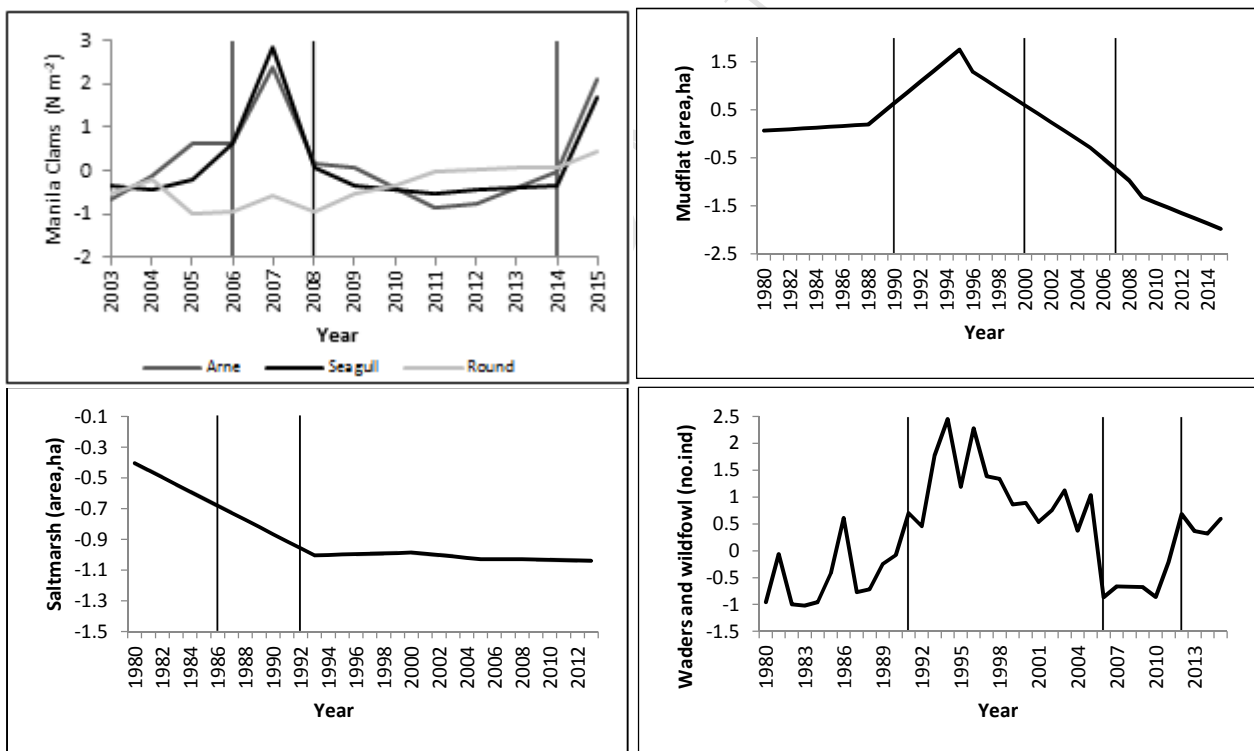 Manila Clams (N m-2)
3
2
1
0
-1
-2
2003 2004 2005 2006 2007 2008 2009 2010 2011 2012 2013 2014 2015
Year
Arne Seagull Round
Mudflat (area,ha)
1.5
0.5
-0.5
-1.5
-2.5
1980 1982 1984 1986 1988 1990 1992 1994 1996 1998 2000 2002 2004 2006 2008 2010 2012 2014
Year
Saltmarsh (area,ha)
-0.1
-0.3
-0.5
-0.7
-0.9
-1.1
-1.3
-1.5
1980 1982 1984 1986 1988 1990 1992 1994 1996 1998 2000 2002 2004 2006 2008 2010 2012
Year
Waders and wildfowl (no.ind)
2.5
2
1.5
1
0.5
0
-0.5
-1
-1.5
1980 1983 1986 1989 1992 1995 1998 2001 2004 2007 2010 2013
Year